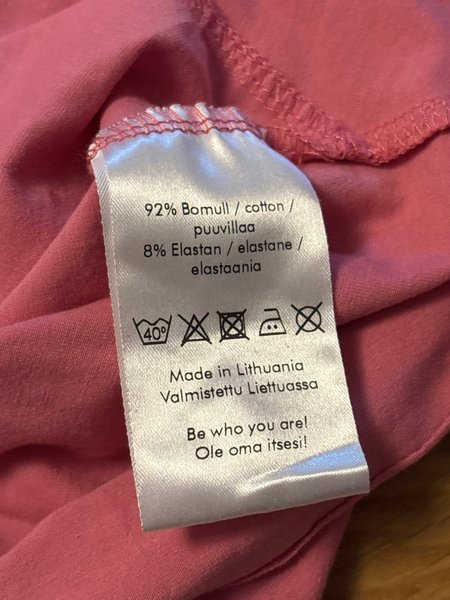 92% Bomull / cotton /
puuvillaa
8% Elastan / elastane /
elastaania
40°
Made in Lithuania
Valmistettu Liettuassa
Be who you are!
Ole oma itsesi!